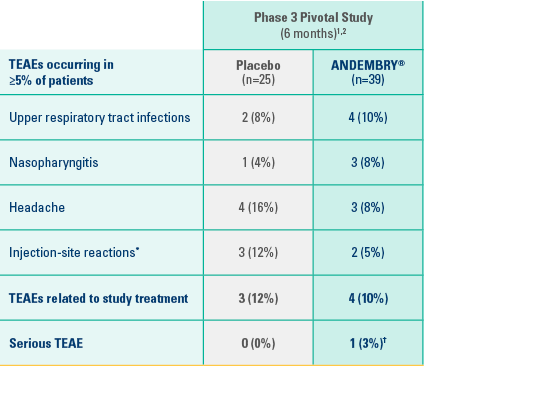 Phase 3 Pivotal Study
(6 months)¹,²
TEAEs occurring in
≥5% of patients
Placebo
(n=25)
ANDEMBRY®
(n=39)
Upper respiratory tract infections 2 (8%) 4 (10%)
Nasopharyngitis 1 (4%) 3 (8%)
Headache 4 (16%) 3 (8%)
Injection-site reactions* 3 (12%) 2 (5%)
TEAEs related to study treatment 3 (12%) 4 (10%)
Serious TEAE 0 (0%) 1 (3%)†